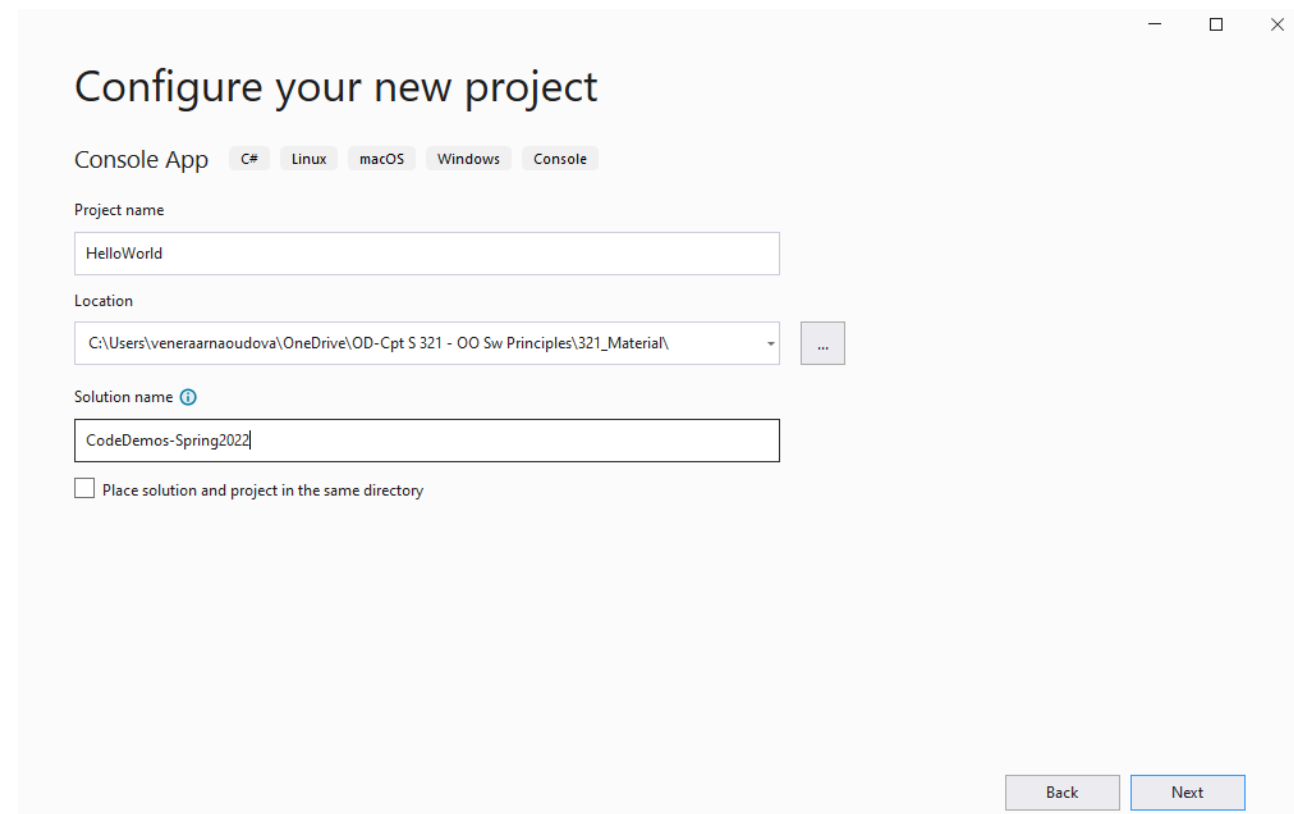 Configure your new project
Console App C# Linux macOS Windows Console
Project name
HelloWorld
Location
C:\Users\veneraarnaoudova\OneDrive\OD-Cpt S 321 - OO Sw Principles\321_Material\
...
Solution name
CodeDemos-Spring2022
Place solution and project in the same directory
Back Next